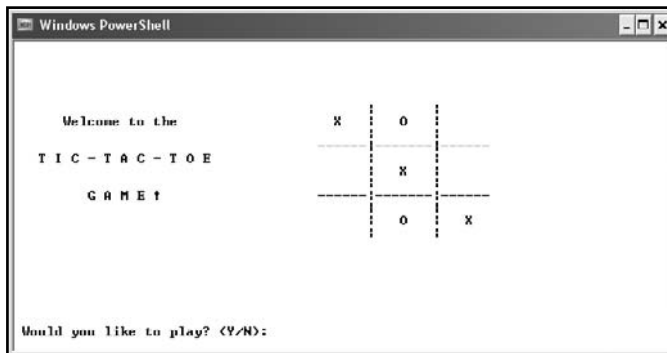 Windows PowerShell
Welcome to the
T I C - T A C - T O E
G A M E !
X O
X
O X
Would you like to play? (Y/N):